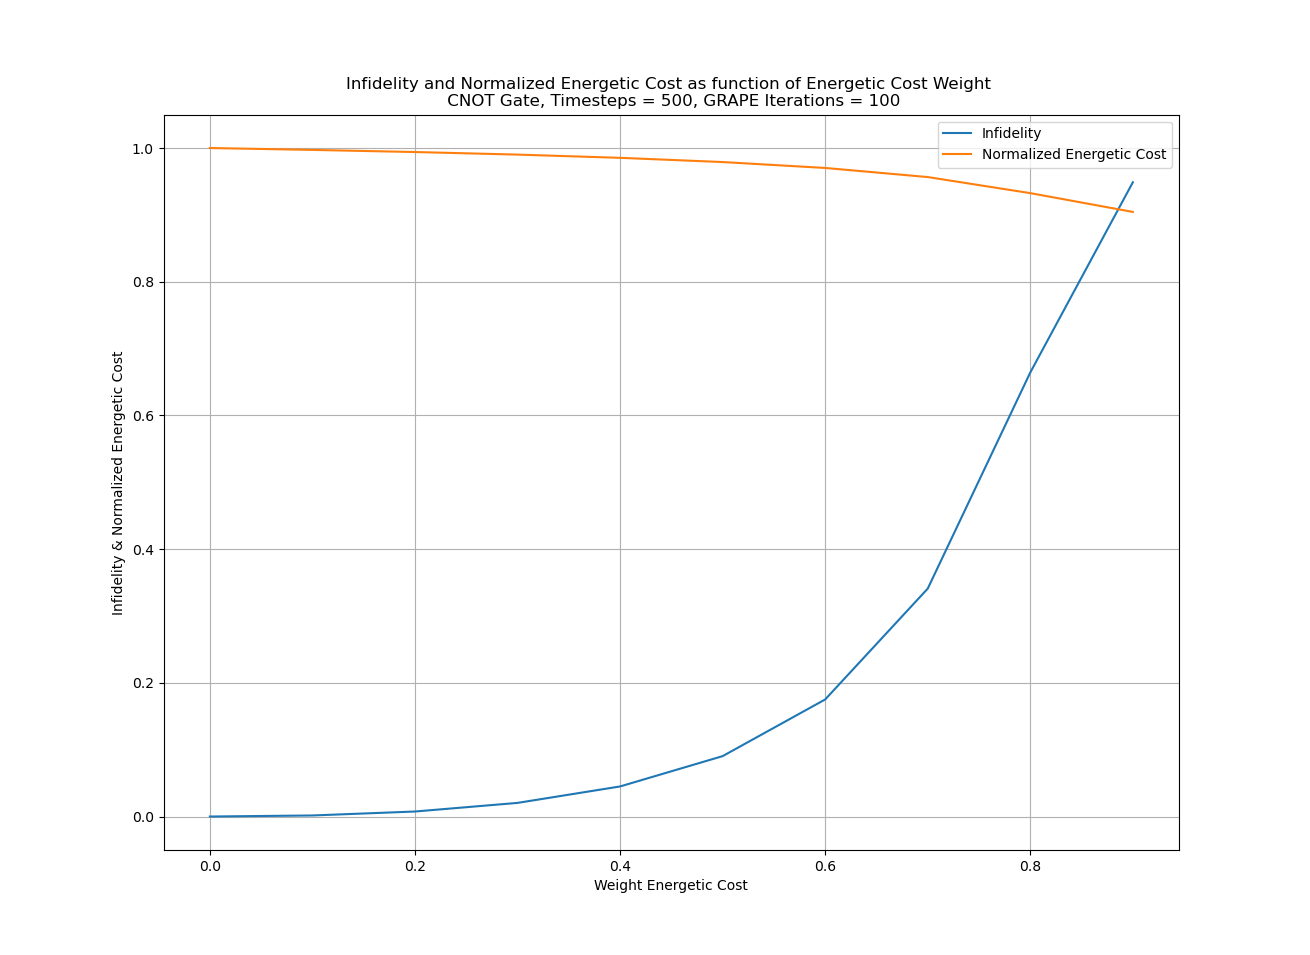 Infidelity and Normalized Energetic Cost as function of Energetic Cost Weight
CNOT Gate, Timesteps = 500, GRAPE Iterations = 100
Infidelity
Normalized Energetic Cost
Infidelity & Normalized Energetic Cost
1.0
0.8
0.6
0.4
0.2
0.0
0.0 0.2 0.4 0.6 0.8
Weight Energetic Cost